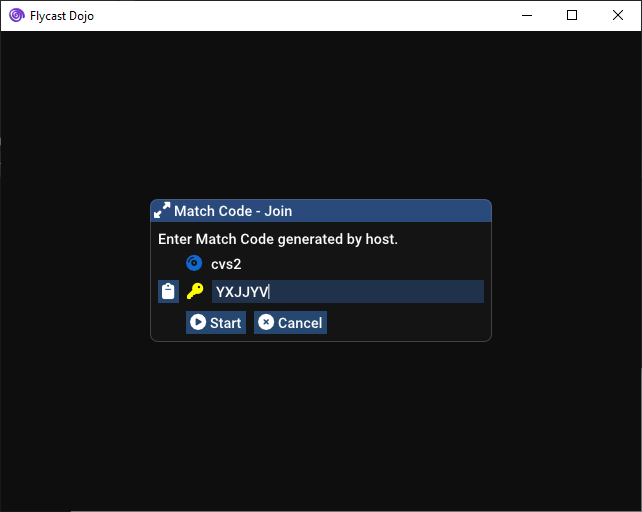 Flycast Dojo
Match Code - Join
Enter Match Code generated by host.
cvs2
YXJJYV
Start Cancel